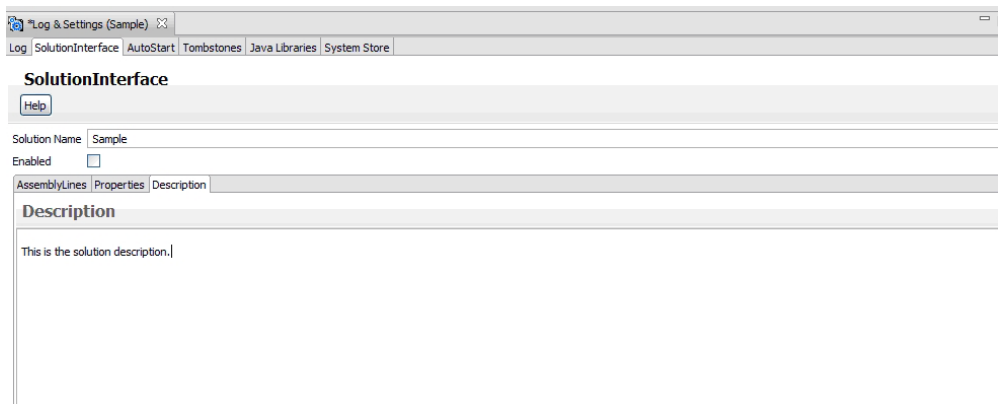 *Log & Settings (Sample)
Log SolutionInterface AutoStart Tombstones Java Libraries System Store
SolutionInterface
Help
Solution Name Sample
Enabled
AssemblyLines Properties Description
Description
This is the solution description.